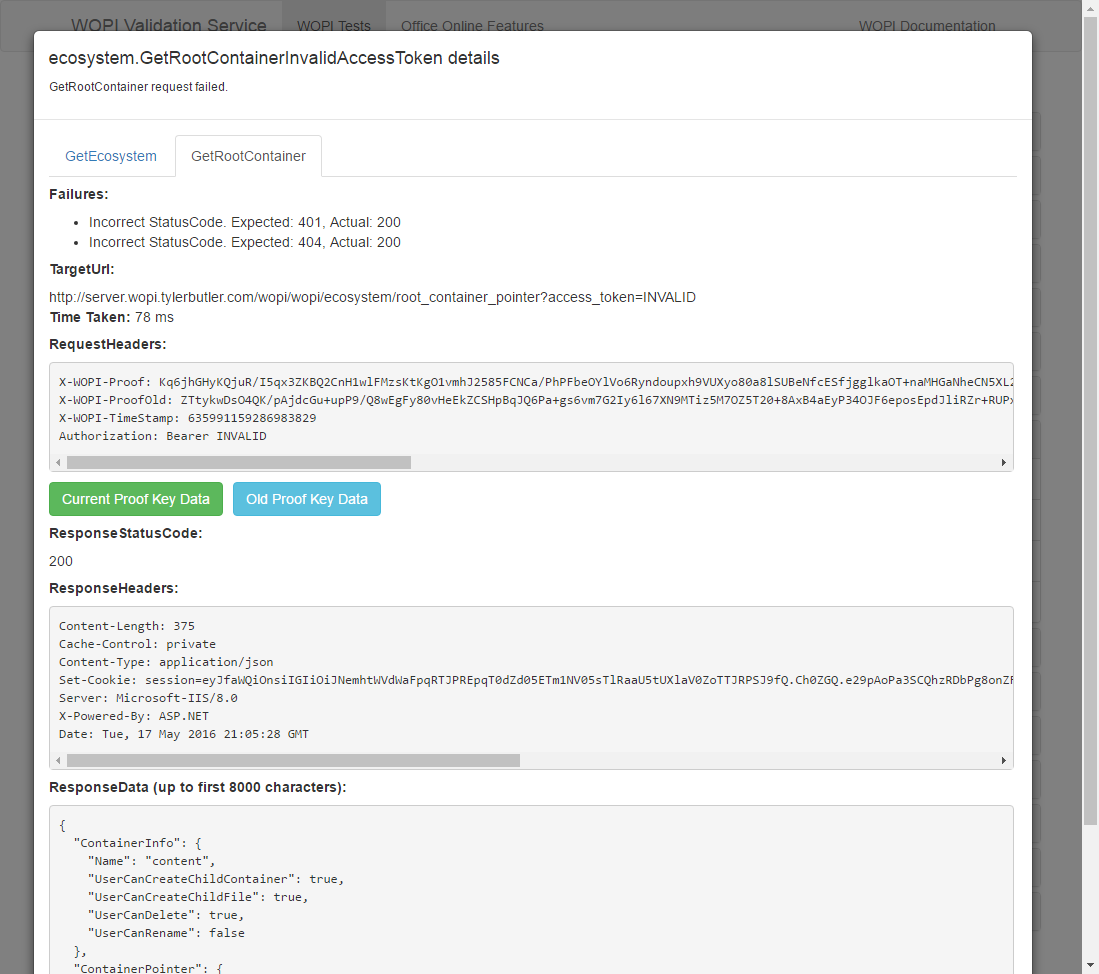 WOPI Validation Service WOPI Tests Office Online Features WOPI Documentation
ecosystem.GetRootContainerInvalidAccessToken details
GetRootContainer request failed.
GetEcosystem GetRootContainer
Failures:
• Incorrect StatusCode. Expected: 401, Actual: 200
• Incorrect StatusCode. Expected: 404, Actual: 200
TargetUrl:
http://server.wopi.tylerbutler.com/wopi/wopi/ecosystem/root_container_pointer?access_token=INVALID
Time Taken: 78 ms
RequestHeaders:
X-WOPI-Proof: Kq6jhGHyKQjuR/I5qx3ZKBQ2CnH1wlFMzsKtKgO1vmhJ2585FCNCa/PhPFbeOYlVo6Ryndoupxh9VUXyo80a8lSUBeNfcESfjgglkaOT+naMHGaNheCN5XL2
X-WOPI-ProofOld: ZTtykwDsO4QK/pAjdcGu+upP9/Q8wEgFy80vHeEkZCSHpBqJQ6Pa+gs6vm7G2Iy6l67XN9MTiz5M7OZ5T20+8AxB4aEyP34OJF6eposEpdJliRZr+RUPx
X-WOPI-TimeStamp: 635991159286983829
Authorization: Bearer INVALID
Current Proof Key Data Old Proof Key Data
ResponseStatusCode:
200
ResponseHeaders:
Content-Length: 375
Cache-Control: private
Content-Type: application/json
Set-Cookie: session=eyJfaWQiOnsiIGIiOiJNemhtWVdWaFpqRTJPREpqT0dZd05ETm1NV05sTlRaaU5tUXlaV0ZoTTJRPSJ9fQ.Ch0ZGQ.e29pAoPa3SCQhzRDbPg8onZF
Server: Microsoft-IIS/8.0
X-Powered-By: ASP.NET
Date: Tue, 17 May 2016 21:05:28 GMT
ResponseData (up to first 8000 characters):
{
"ContainerInfo": {
"Name": "content",
"UserCanCreateChildContainer": true,
"UserCanCreateChildFile": true,
"UserCanDelete": true,
"UserCanRename": false
},
"ContainerPointer": {